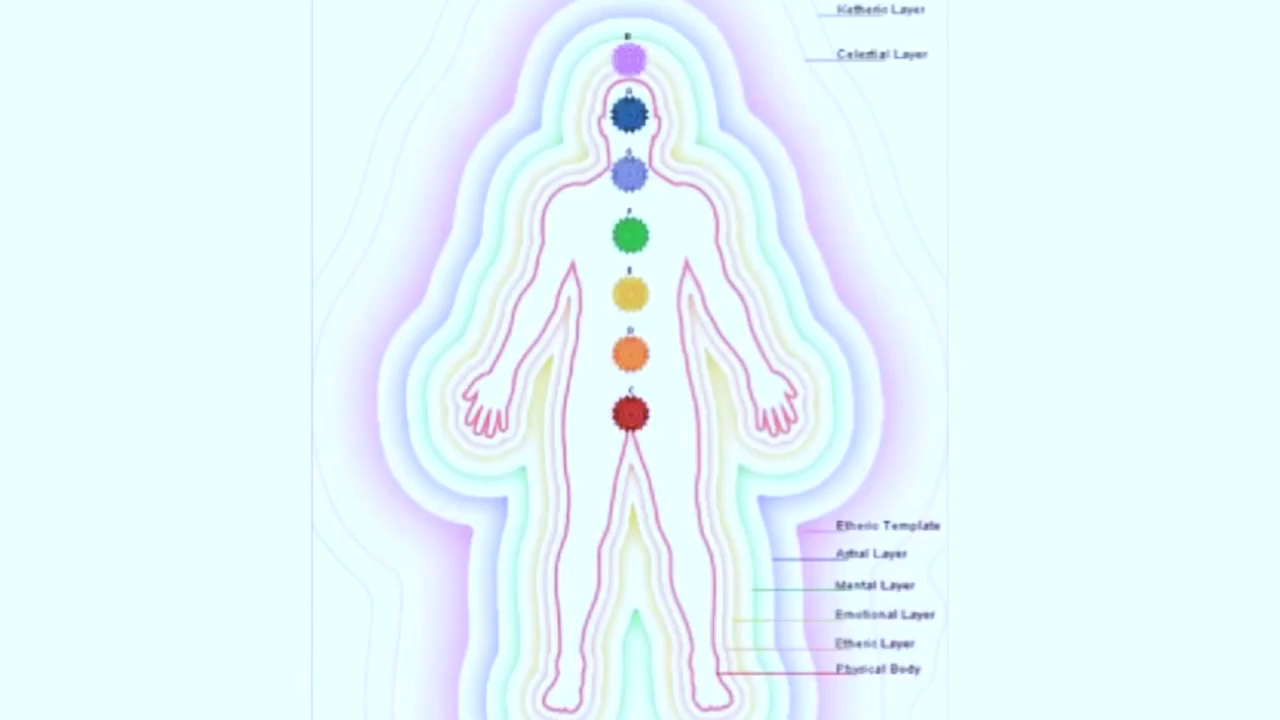 Ketheric Layer
Celestial Layer
B
A
G
F
E
D
C
Etheric Template
Astral Layer
Mental Layer
Emotional Layer
Etheric Layer
Physical Body